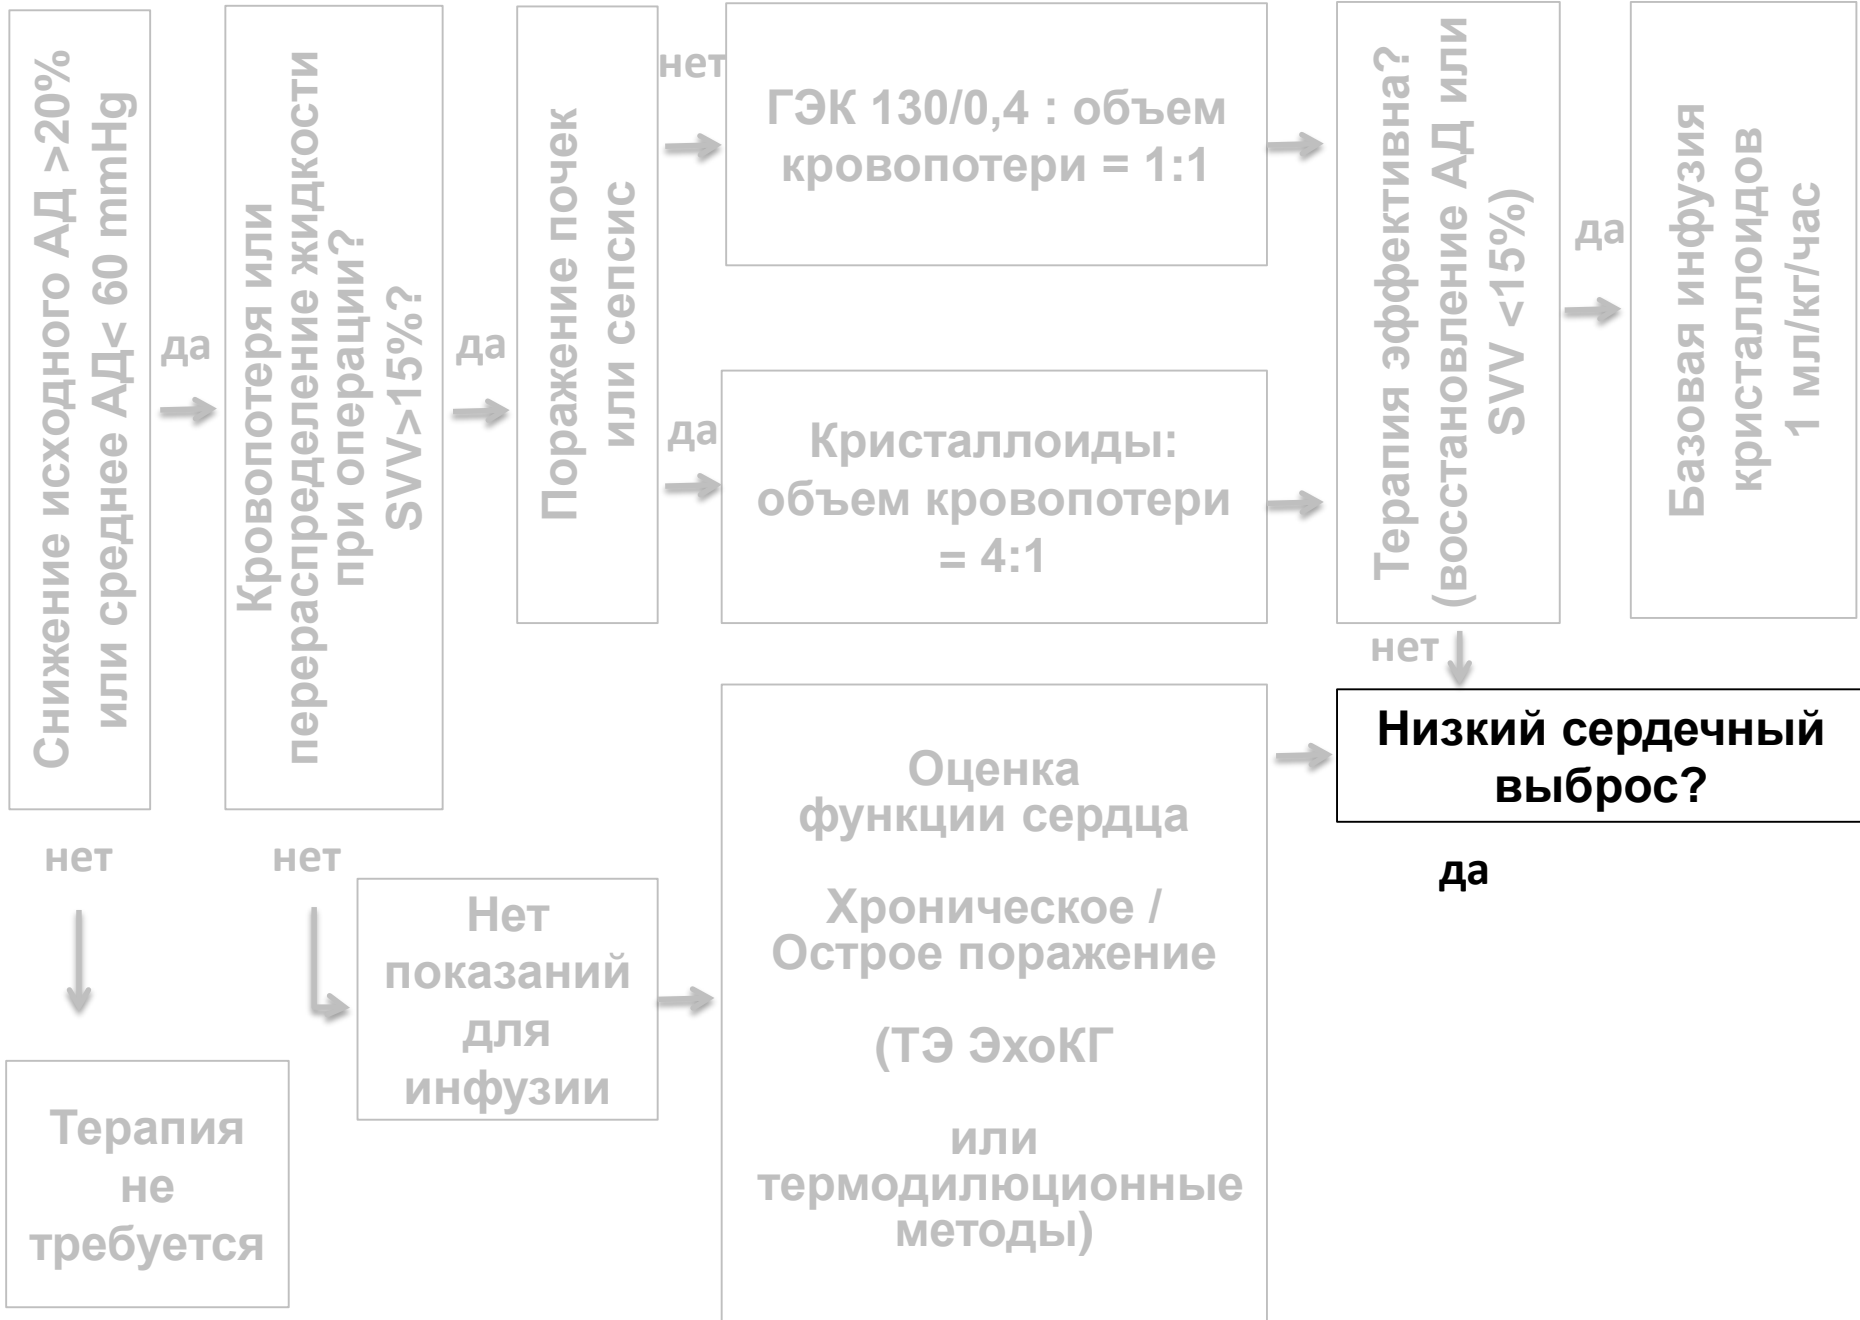 Снижение исходного АД >20%
или среднее АД< 60 mmHg
да
нет
Терапия
не
требуется
Кровопотеря или
перераспределение жидкости
при операции?
SVV>15%?
да
нет
Нет
показаний
для
инфузии
Поражение почек
или сепсис
нет
ГЭК 130/0,4 : объем
кровопотери = 1:1
да
Кристаллоиды:
объем кровопотери
= 4:1
Оценка
функции сердца
Хроническое /
Острое поражение
(ТЭ ЭхоКГ
или
термодилюционные
методы)
Терапия эффективна?
(восстановление АД или
SVV <15%)
да
Базовая инфузия
кристаллоидов
1 мл/кг/час
нет
Низкий сердечный
выброс?
да